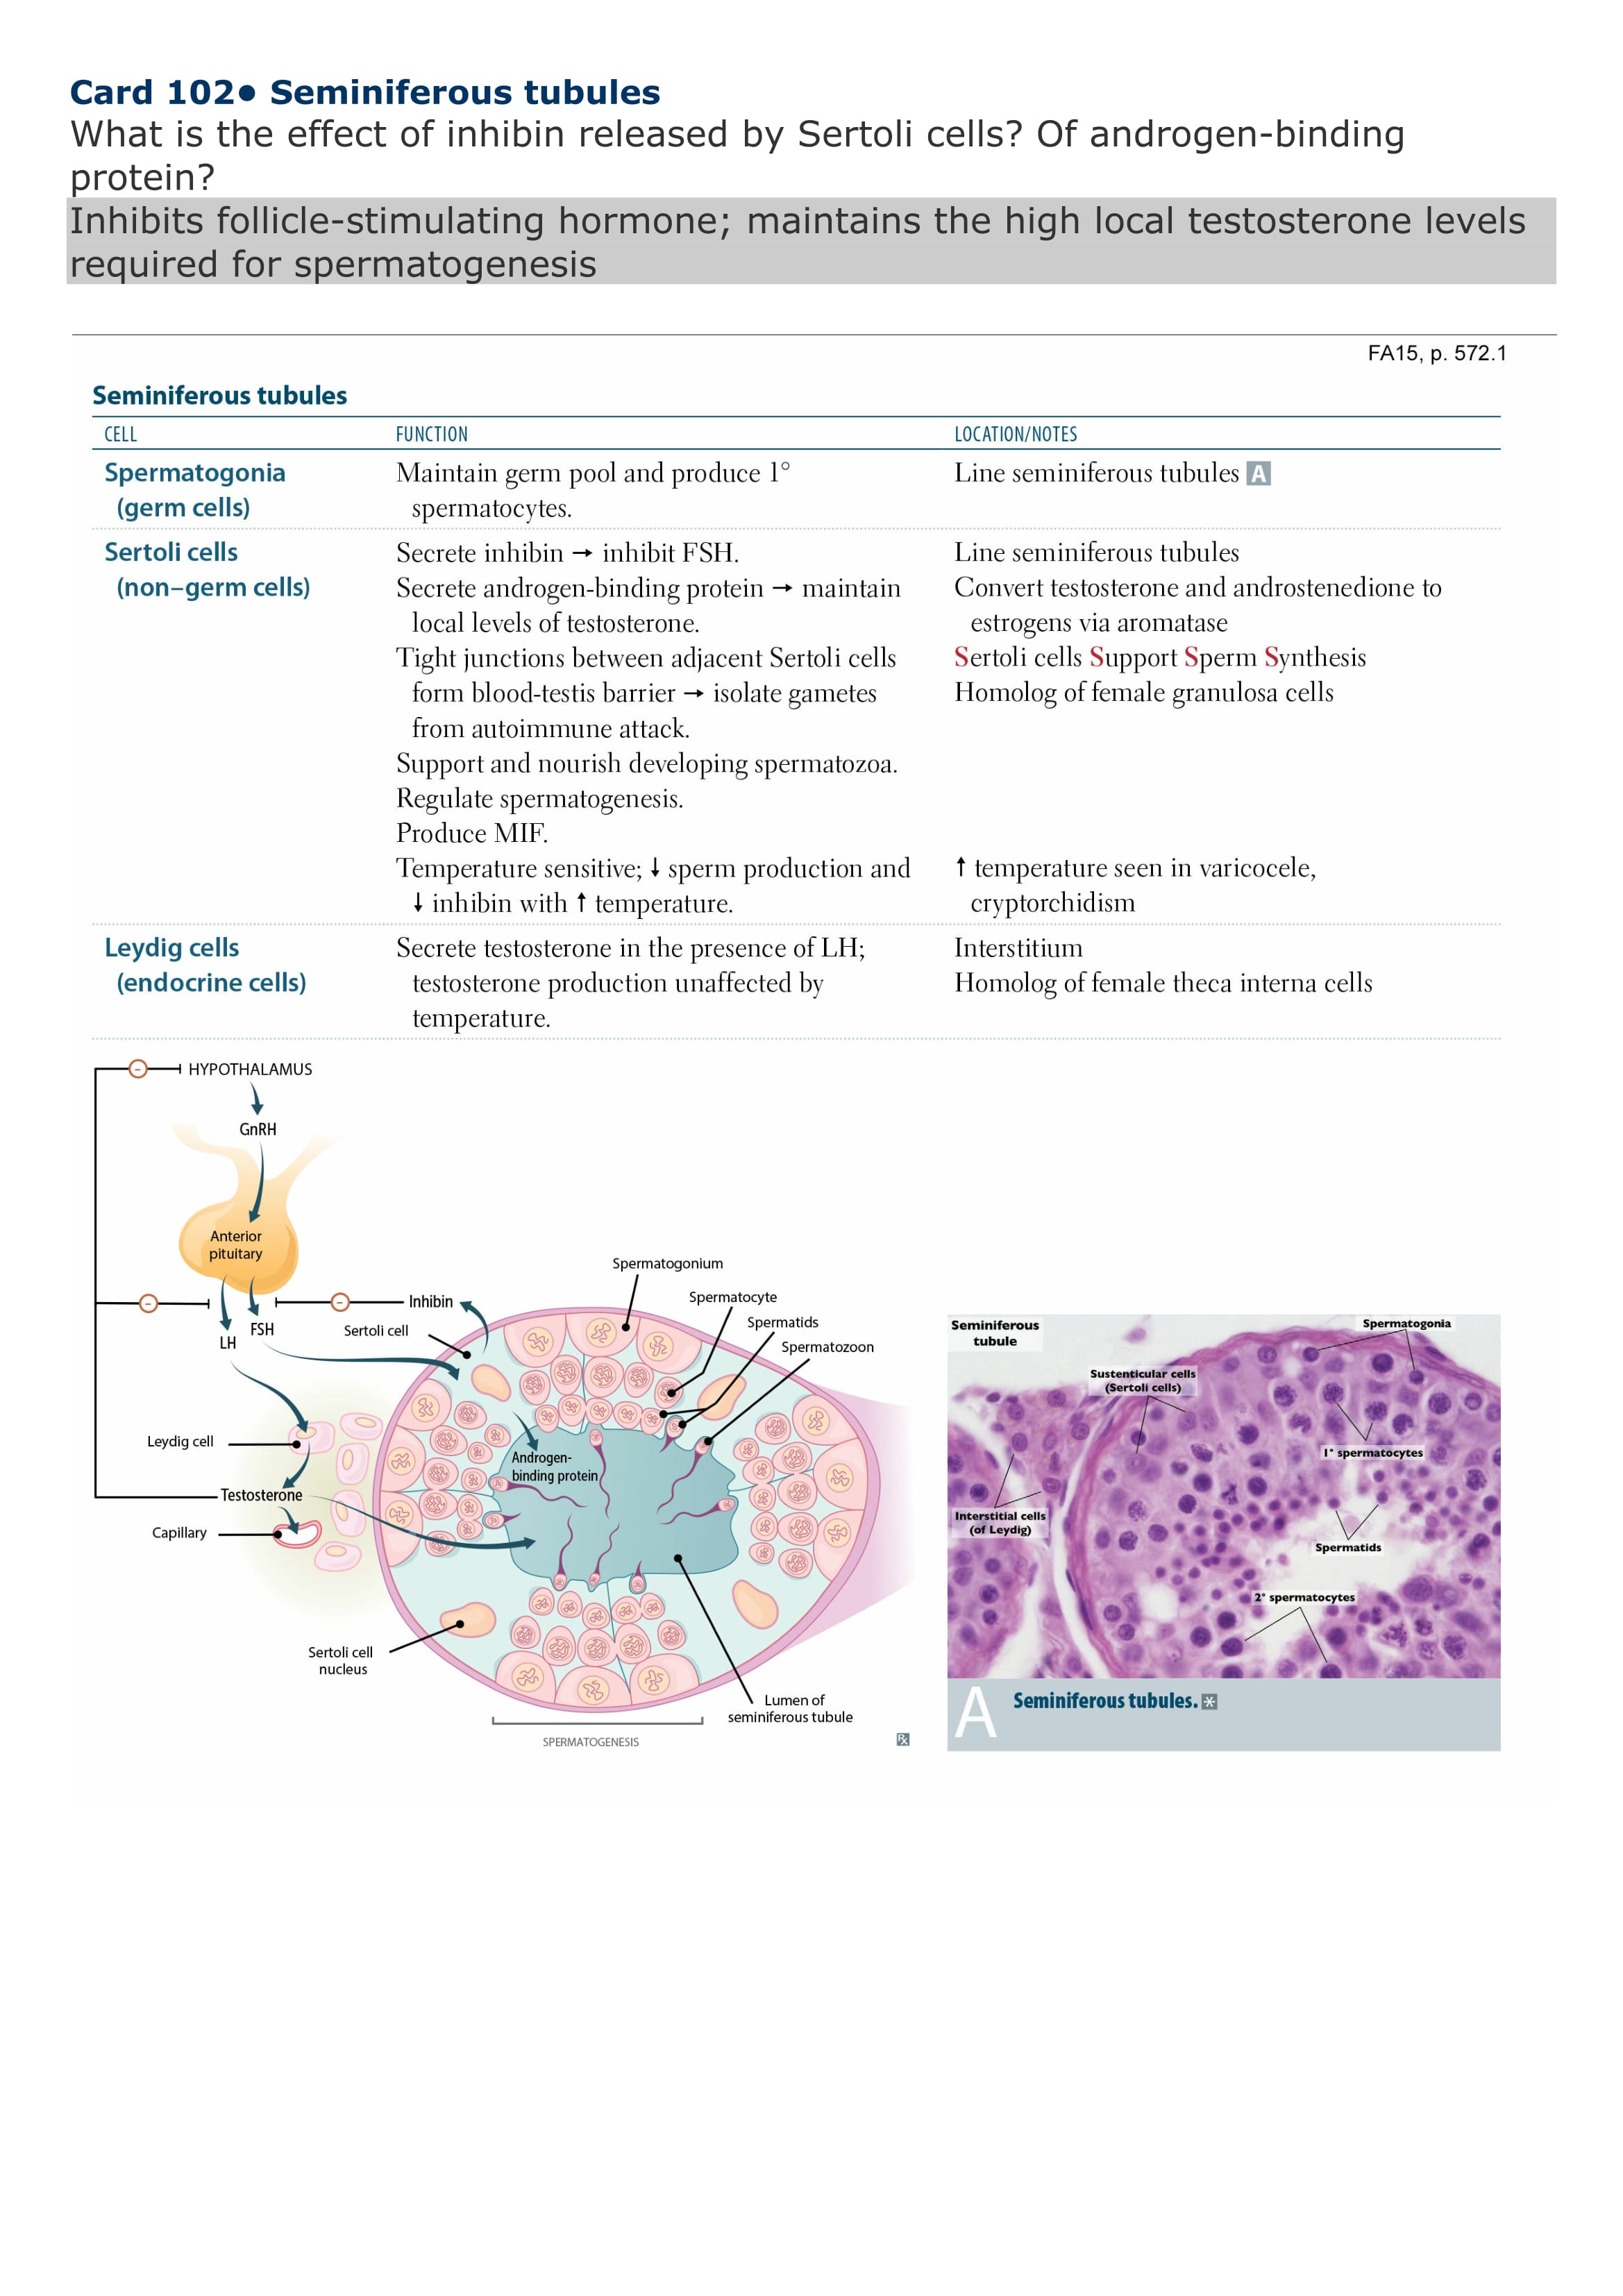 Card 102• Seminiferous tubules
What is the effect of inhibin released by Sertoli cells? Of androgen-binding
protein?
Inhibits follicle-stimulating hormone; maintains the high local testosterone levels
required for spermatogenesis
FA15, p. 572.1
Seminiferous tubules
CELL FUNCTION LOCATION/NOTES
Spermatogonia
(germ cells)
Maintain germ pool and produce 1°
spermatocytes.
Line seminiferous tubules A
Sertoli cells
(non–germ cells)
Secrete inhibin → inhibit FSH.
Secrete androgen-binding protein → maintain
local levels of testosterone.
Tight junctions between adjacent Sertoli cells
form blood-testis barrier → isolate gametes
from autoimmune attack.
Support and nourish developing spermatozoa.
Regulate spermatogenesis.
Produce MIF.
Temperature sensitive; ↓ sperm production and
↓ inhibin with ↑ temperature.
Line seminiferous tubules
Convert testosterone and androstenedione to
estrogens via aromatase
Sertoli cells Support Sperm Synthesis
Homolog of female granulosa cells
↑ temperature seen in varicocele,
cryptorchidism
Leydig cells
(endocrine cells)
Secrete testosterone in the presence of LH;
testosterone production unaffected by
temperature.
Interstitium
Homolog of female theca interna cells
HYPOTHALAMUS
GnRH
Anterior
pituitary
LH
FSH
Inhibin
Sertoli cell
Spermatogonium
Spermatocyte
Spermatids
Spermatozoon
Leydig cell
Androgen-
binding protein
Testosterone
Capillary
Sertoli cell
nucleus
Lumen of
seminiferous tubule
SPERMATOGENESIS
Rx
Seminiferous
tubule
Spermatogonia
Sustenticular cells
(Sertoli cells)
1° spermatocytes
Interstitial cells
(of Leydig)
Spermatids
2° spermatocytes
A Seminiferous tubules. *